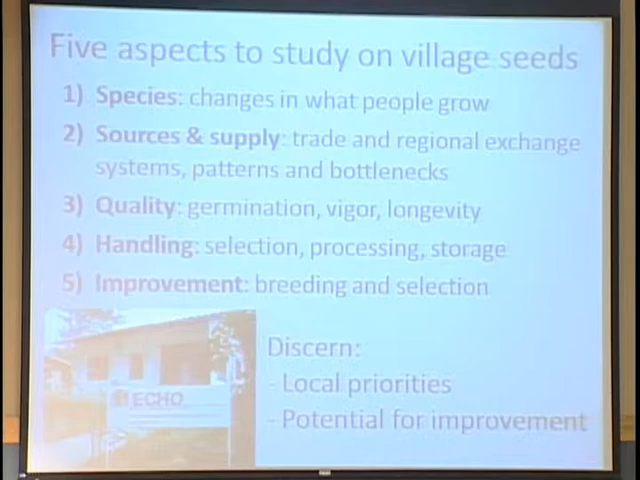 Five aspects to study on village seeds
1) Species: changes in what people grow
2) Sources & supply: trade and regional exchange
systems, patterns and bottlenecks
3) Quality: germination, vigor, longevity
4) Handling: selection, processing, storage
5) Improvement: breeding and selection
ECHO
Discern:
- Local priorities
- Potential for improvement